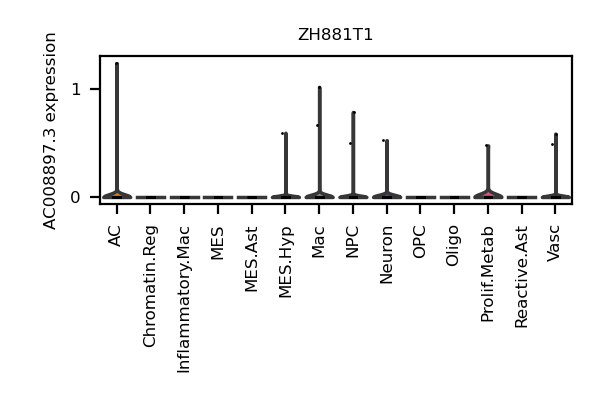 ZH881T1
AC008897.3 expression
1
0
AC
Chromatin.Reg
Inflammatory.Mac
MES
MES.Ast
MES.Hyp
Mac
NPC
Neuron
OPC
Oligo
Prolif.Metab
Reactive.Ast
Vasc